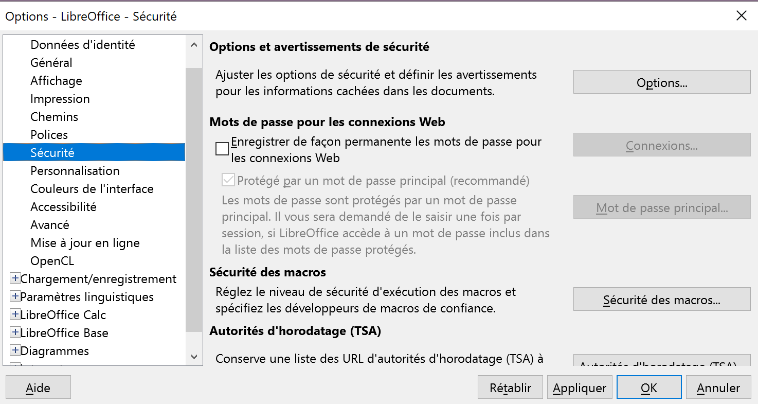 Options - LibreOffice - Sécurité
Données d'identité
Général
Affichage
Impression
Chemins
Polices
Sécurité
Personnalisation
Couleurs de l'interface
Accessibilité
Avancé
Mise à jour en ligne
OpenCL
Chargement/enregistrement
Paramètres linguistiques
LibreOffice Calc
LibreOffice Base
Diagrammes
Options et avertissements de sécurité
Ajuster les options de sécurité et définir les avertissements
pour les informations cachées dans les documents.
Options...
Mots de passe pour les connexions Web
Enregistrer de façon permanente les mots de passe pour
les connexions Web
Connexions...
Protégé par un mot de passe principal (recommandé)
Les mots de passe sont protégés par un mot de passe
principal. Il vous sera demandé de le saisir une fois par
session, si LibreOffice accède à un mot de passe inclus dans
la liste des mots de passe protégés.
Mot de passe principal...
Sécurité des macros
Réglez le niveau de sécurité d'exécution des macros et
spécifiez les développeurs de macros de confiance.
Sécurité des macros...
Autorités d'horodatage (TSA)
Conserve une liste des URL d'autorités d'horodatage (TSA) à
Autorités d'horodatage (TSA)
Aide
Rétablir
Appliquer
OK
Annuler